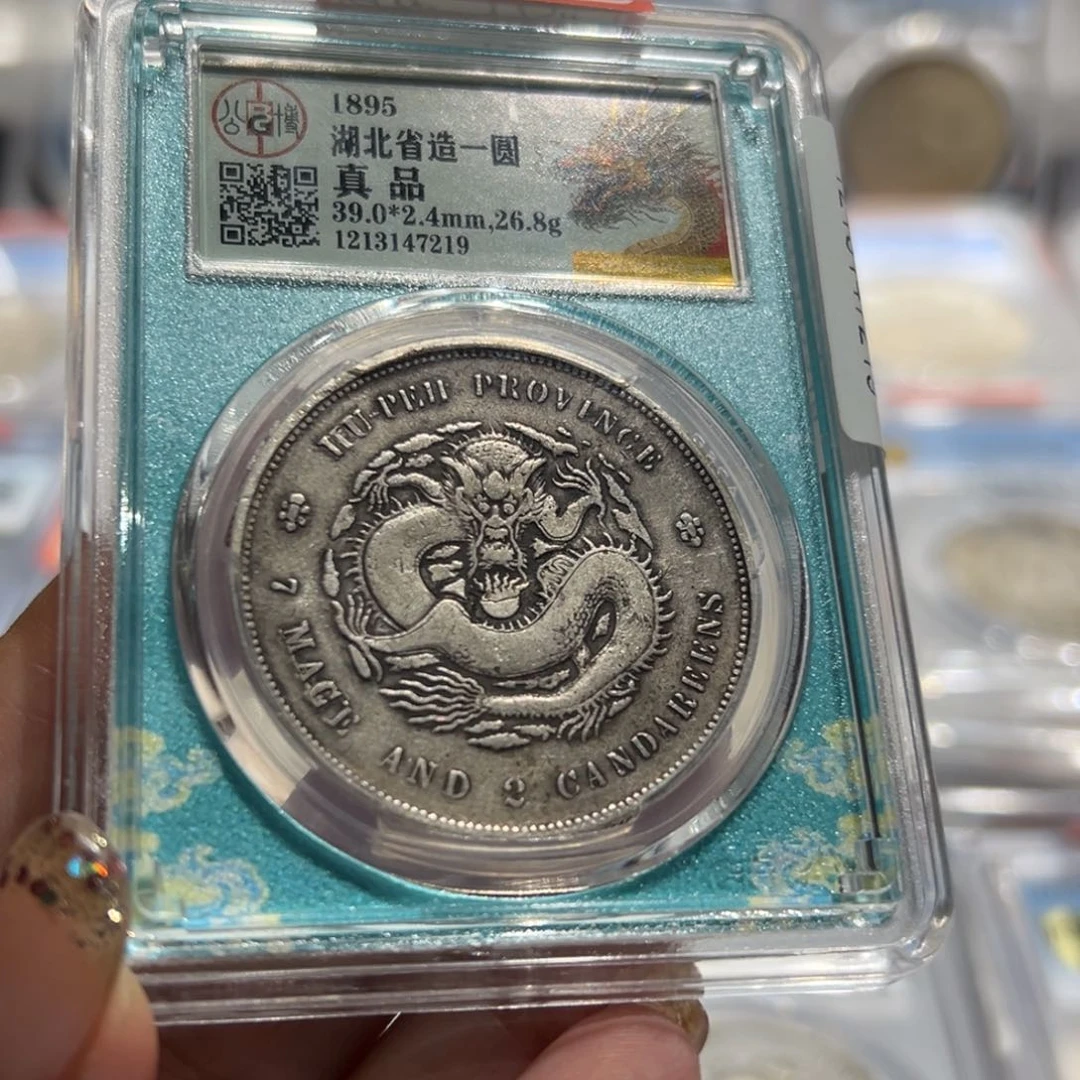 1895
湖北省造一圆
真品
39.0*2.4mm,26.8g
1213147219
HU-PEH PROVINCE
7 MACE AND 2 CANDAREENS